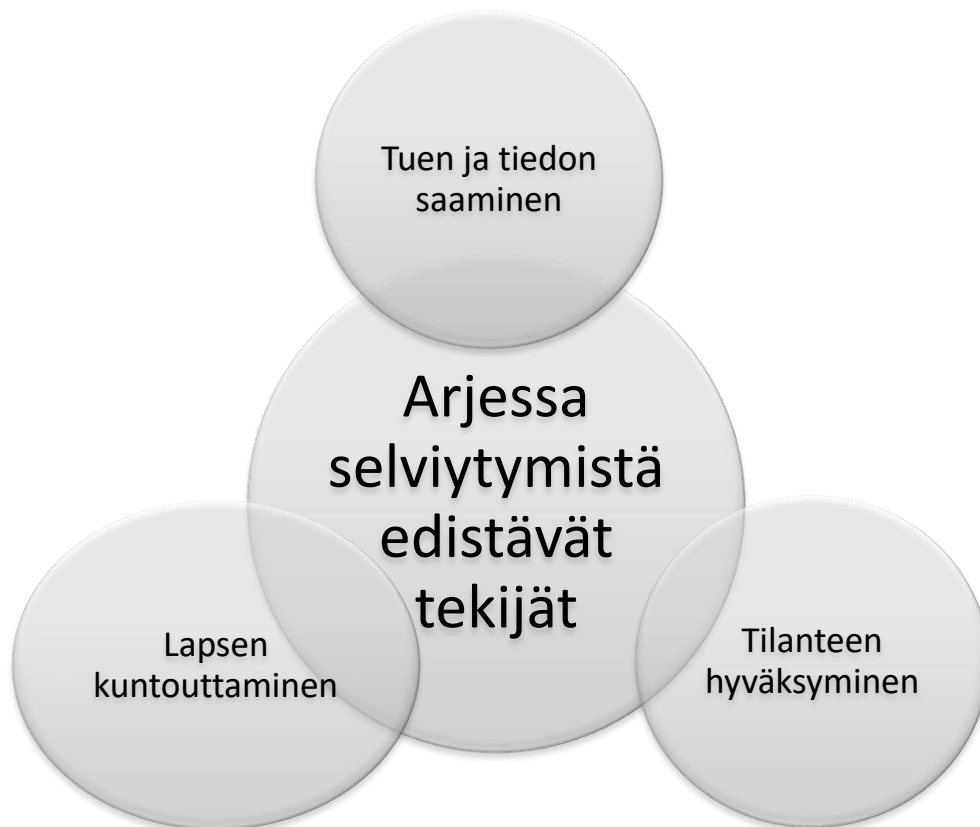 Tuen ja tiedon
saaminen
Arjessa
selviytymistä
edistävät
tekijät
Lapsen
kuntouttaminen
Tilanteen
hyväksyminen